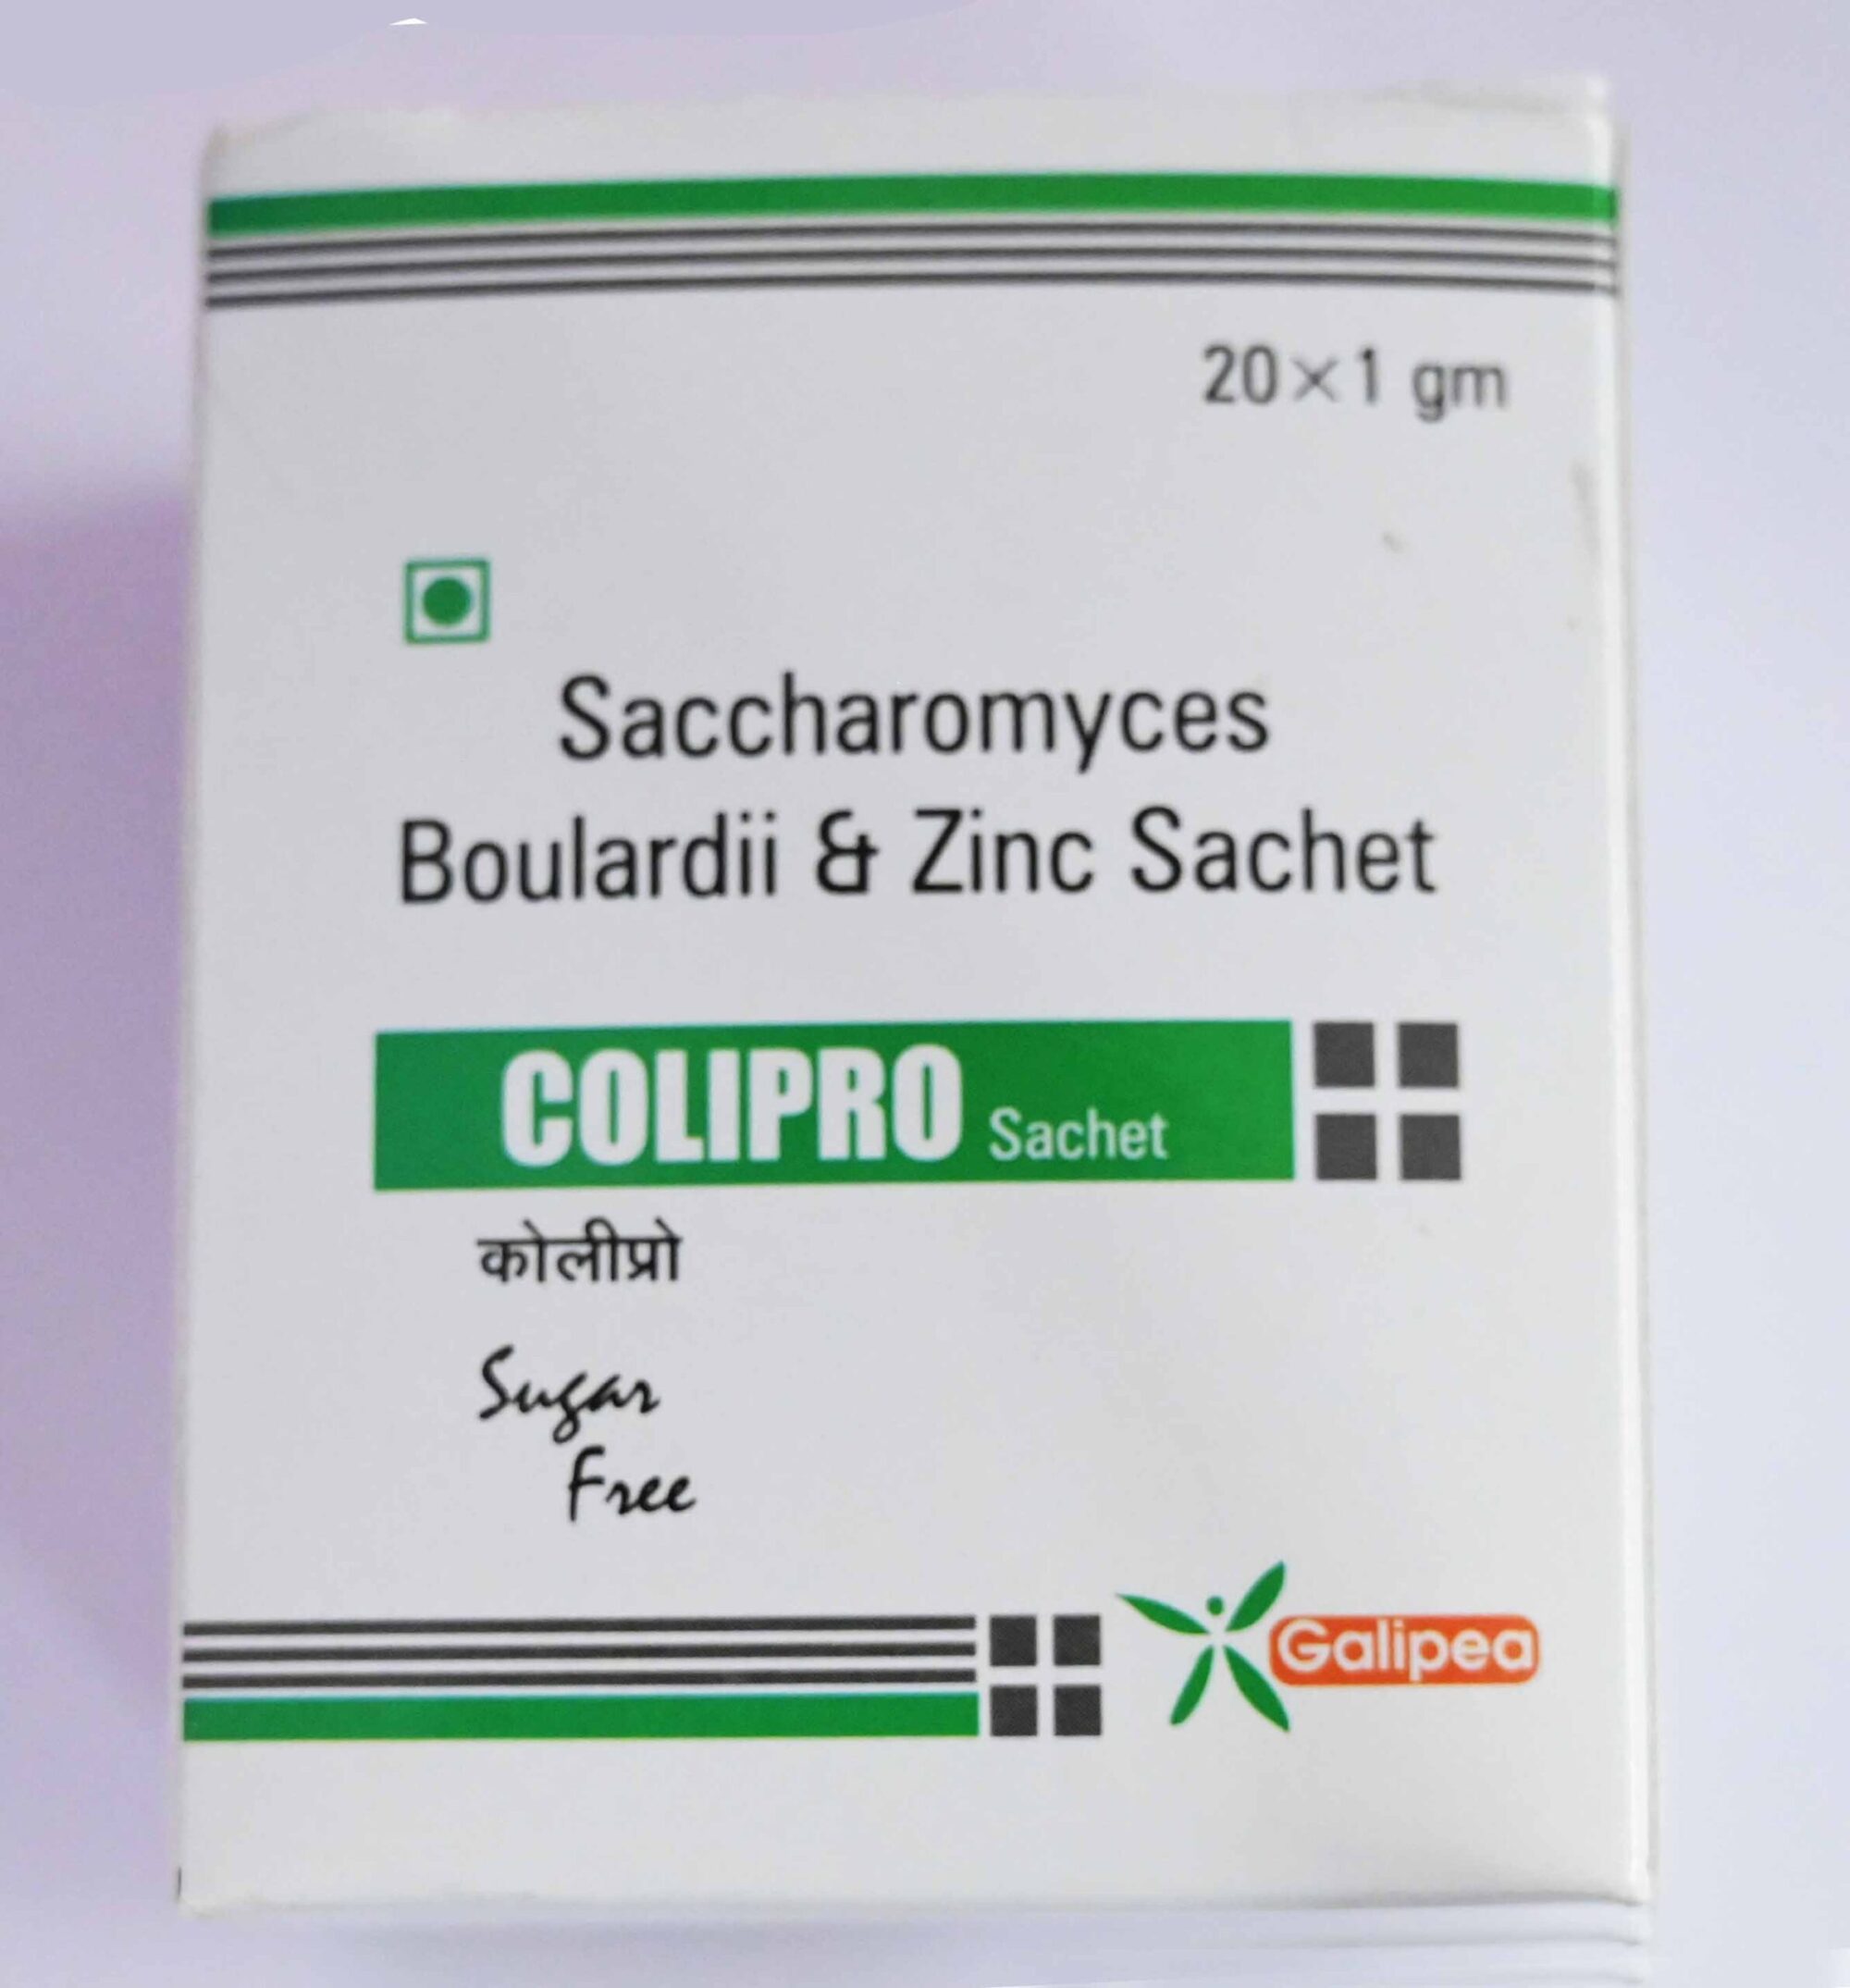 20×1 gm
Saccharomyces
Boulardii & Zinc Sachet
COLIPRO Sachet
कोलीप्रो
Sugar
Free
Galipea